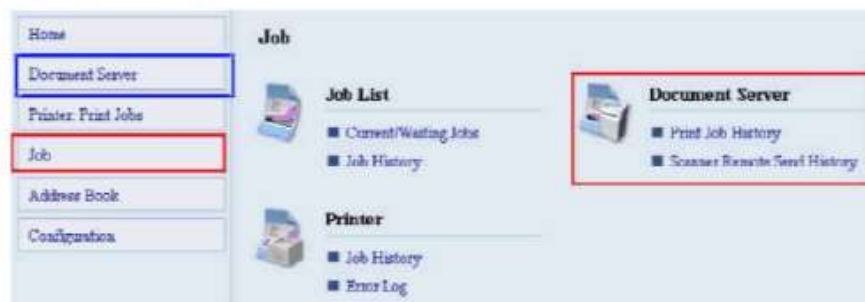 Home
Document Server
Printer: Print Jobs
Job
Address Book
Configuration
Job
Job List
Current/Waiting Jobs
Job History
Document Server
Print Job History
Scanner Remote Send History
Printer
Job History
Error Log